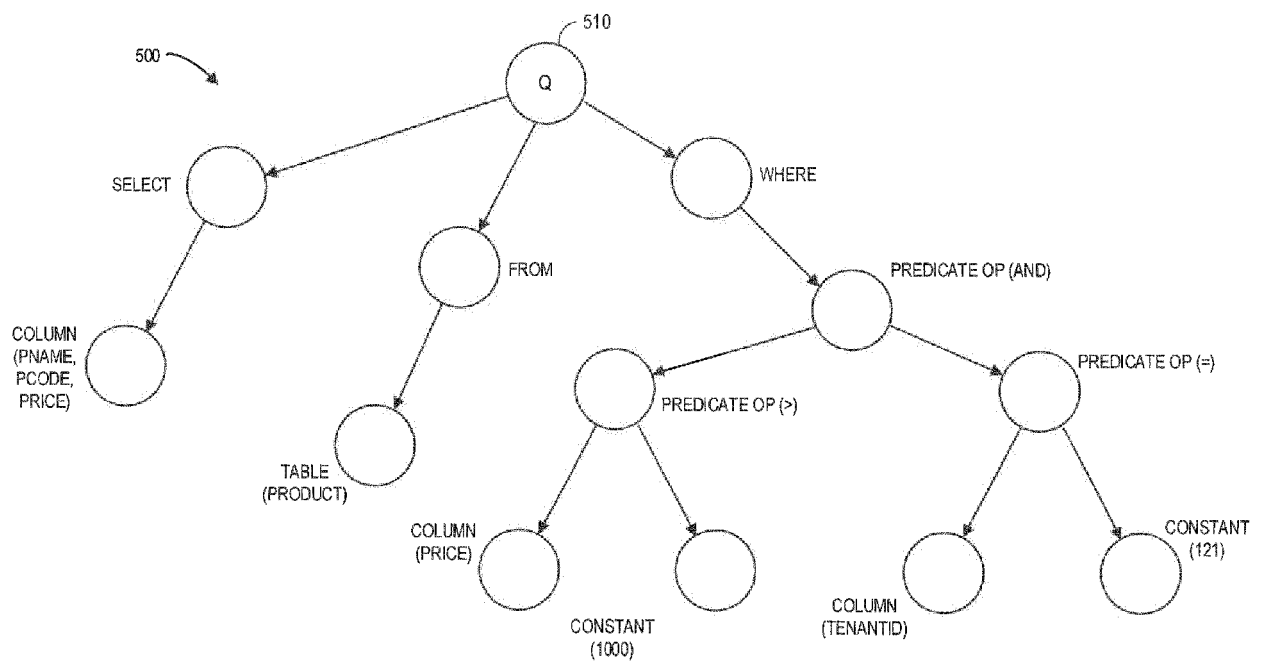 510
500
Q
SELECT
WHERE
FROM
PREDICATE OP (AND)
COLUMN
(PNAME,
PCODE,
PRICE)
PREDICATE OP (>)
PREDICATE OP (=)
TABLE
(PRODUCT)
COLUMN
(PRICE)
CONSTANT
(1000)
COLUMN
(TENANTID)
CONSTANT
(121)